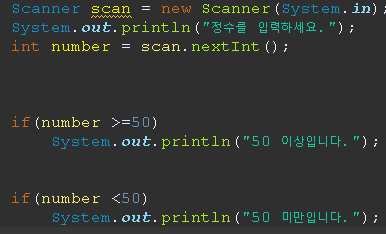 Scanner scan = new Scanner(System.in);
System.out.println("정수를 입력하세요.");
int number = scan.nextInt();
if(number >=50)
System.out.println("50 이상입니다.");
if(number <50)
System.out.println("50 미만입니다.");